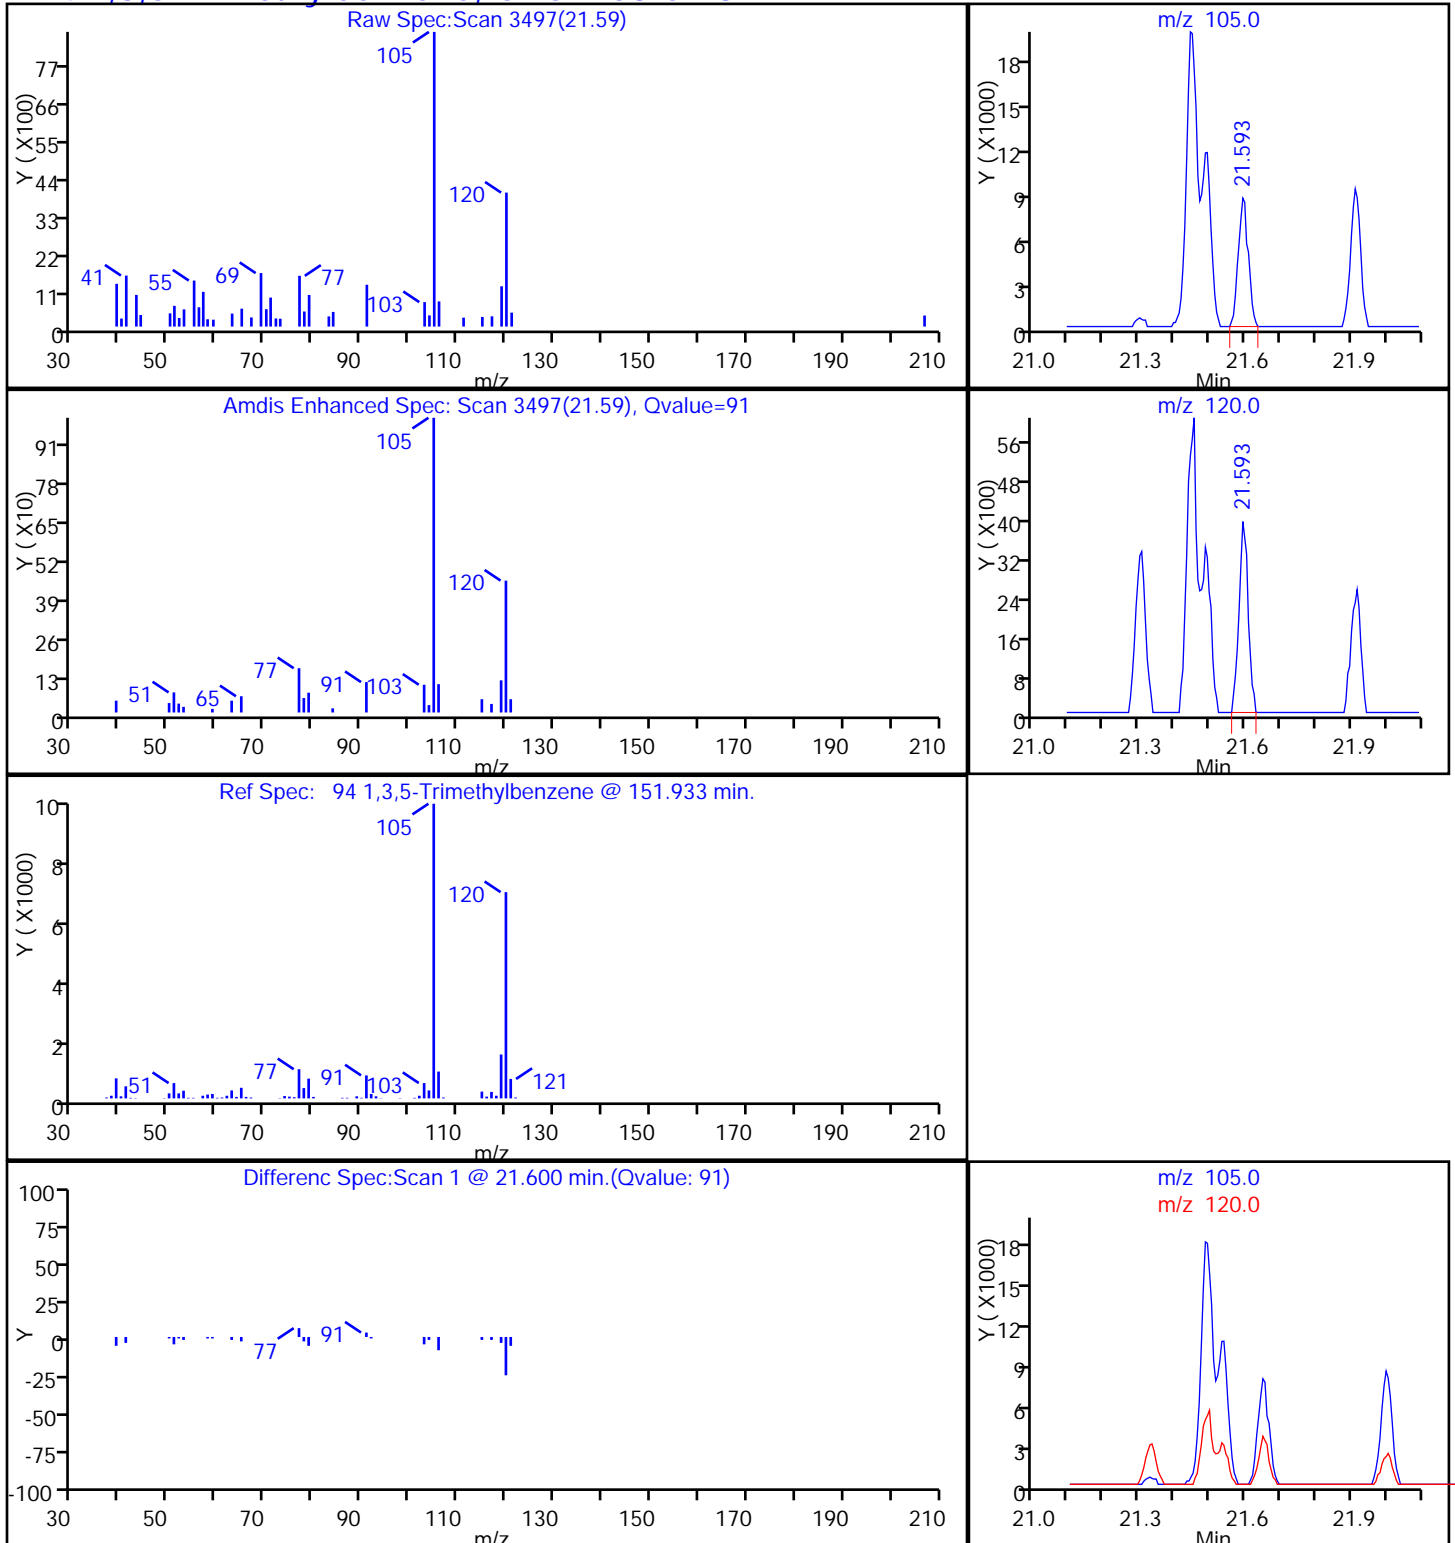 Raw Spec:Scan 3497(21.59)
Y ( X100)
77
66
55
44
33
22
11
0
105
120
41
55
69
77
103
30 50 70 90 110 130 150 170 190 210
m/z
m/z 105.0
Y ( X1000)
18
15
12
9
6
3
0
21.593
21.0 21.3 21.6 21.9
Min
Amdis Enhanced Spec: Scan 3497(21.59), Qvalue=91
Y ( X10)
91
78
65
52
39
26
13
0
105
120
51
65
77
91
103
30 50 70 90 110 130 150 170 190 210
m/z
m/z 120.0
Y ( X100)
56
48
40
32
24
16
8
0
21.593
21.0 21.3 21.6 21.9
Min
Ref Spec: 94 1,3,5-Trimethylbenzene @ 151.933 min.
Y ( X1000)
10
8
6
4
2
0
105
120
51
77
91
103
121
30 50 70 90 110 130 150 170 190 210
m/z
Differenc Spec:Scan 1 @ 21.600 min.(Qvalue: 91)
Y
100
75
50
25
0
-25
-50
-75
-100
77
91
30 50 70 90 110 130 150 170 190 210
m/z
m/z 105.0
m/z 120.0
Y ( X1000)
18
15
12
9
6
3
0
21.0 21.3 21.6 21.9
Min